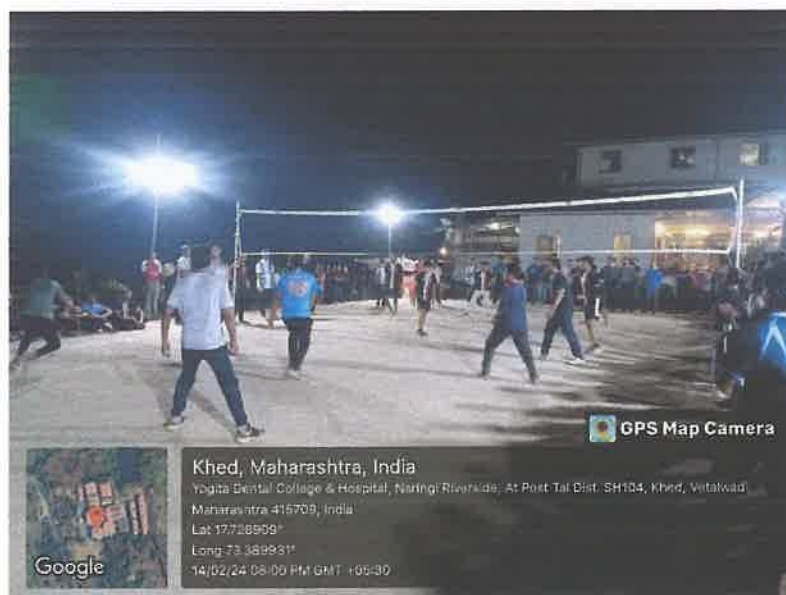 GPS Map Camera
Khed, Maharashtra, India
Yogita Dental College & Hospital, Naringi Riverside, At Post Tal Dist. SH104, Khed, Vetalwadi
Maharashtra 415709, India
Lat 17.728909°
Long 73.389931°
14/02/24 08:00 PM GMT +05:30
Google